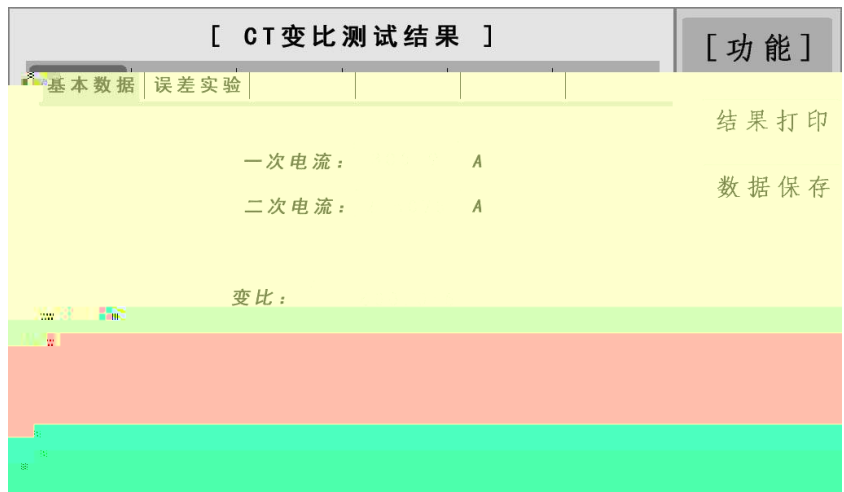 [ CT变比测试结果 ]
[功能]
基本数据 误差实验
结果打印
一次电流: A
数据保存
二次电流: A
变比: